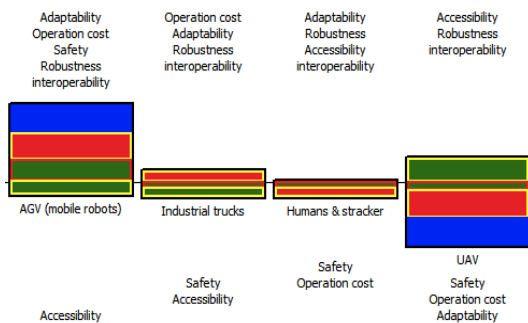 Adaptability
Operation cost
Safety
Robustness
interoperability
Operation cost
Adaptability
Robustness
interoperability
Adaptability
Robustness
Accessibility
interoperability
Accessibility
Robustness
interoperability
AGV (mobile robots)
Industrial trucks
Humans & stracker
UAV
Accessibility
Safety
Accessibility
Safety
Operation cost
Safety
Operation cost
Adaptability